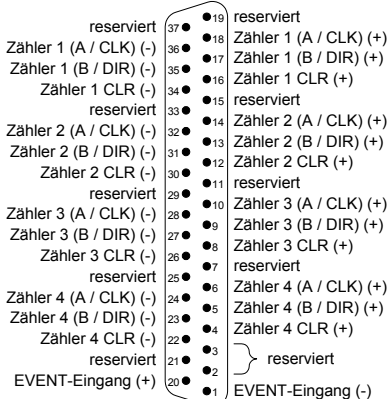 reserviert 37 19 reserviert
Zähler 1 (A / CLK) (-) 36 18 Zähler 1 (A / CLK) (+)
Zähler 1 (B / DIR) (-) 35 17 Zähler 1 (B / DIR) (+)
Zähler 1 CLR (-) 34 16 Zähler 1 CLR (+)
reserviert 33 15 reserviert
Zähler 2 (A / CLK) (-) 32 14 Zähler 2 (A / CLK) (+)
Zähler 2 (B / DIR) (-) 31 13 Zähler 2 (B / DIR) (+)
Zähler 2 CLR (-) 30 12 Zähler 2 CLR (+)
reserviert 29 11 reserviert
Zähler 3 (A / CLK) (-) 28 10 Zähler 3 (A / CLK) (+)
Zähler 3 (B / DIR) (-) 27 9 Zähler 3 (B / DIR) (+)
Zähler 3 CLR (-) 26 8 Zähler 3 CLR (+)
reserviert 25 7 reserviert
Zähler 4 (A / CLK) (-) 24 6 Zähler 4 (A / CLK) (+)
Zähler 4 (B / DIR) (-) 23 5 Zähler 4 (B / DIR) (+)
Zähler 4 CLR (-) 22 4 Zähler 4 CLR (+)
reserviert 21 3 reserviert
EVENT-Eingang (+) 20 2
1 EVENT-Eingang (-)